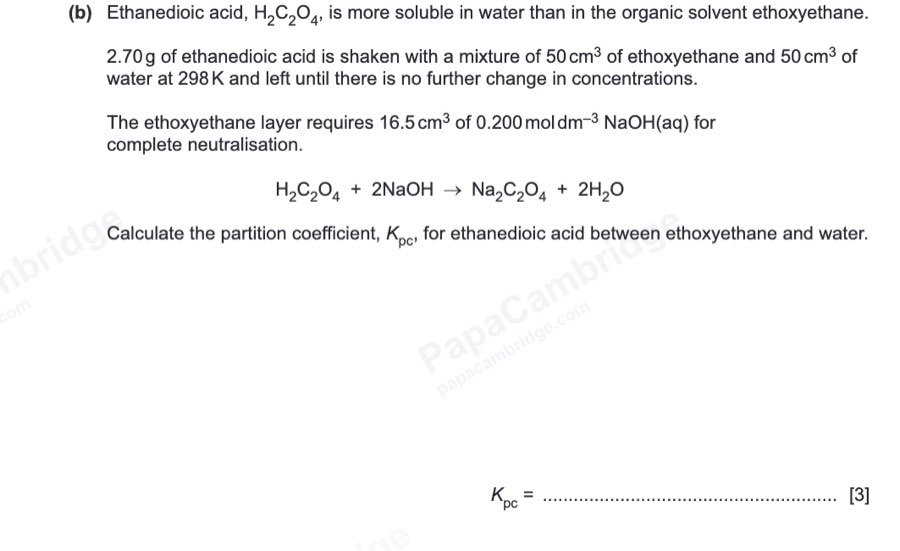 (b) Ethanedioic acid, H₂C₂O₄, is more soluble in water than in the organic solvent ethoxyethane.
2.70 g of ethanedioic acid is shaken with a mixture of 50 cm³ of ethoxyethane and 50 cm³ of
water at 298 K and left until there is no further change in concentrations.
The ethoxyethane layer requires 16.5 cm³ of 0.200 mol dm⁻³ NaOH(aq) for
complete neutralisation.
H₂C₂O₄ + 2NaOH → Na₂C₂O₄ + 2H₂O
mbridge
Calculate the partition coefficient, Kpc, for ethanedioic acid between ethoxyethane and water.
com
PapaCambridge
papacambridge.com
Kpc = ......................................................... [3]
ge